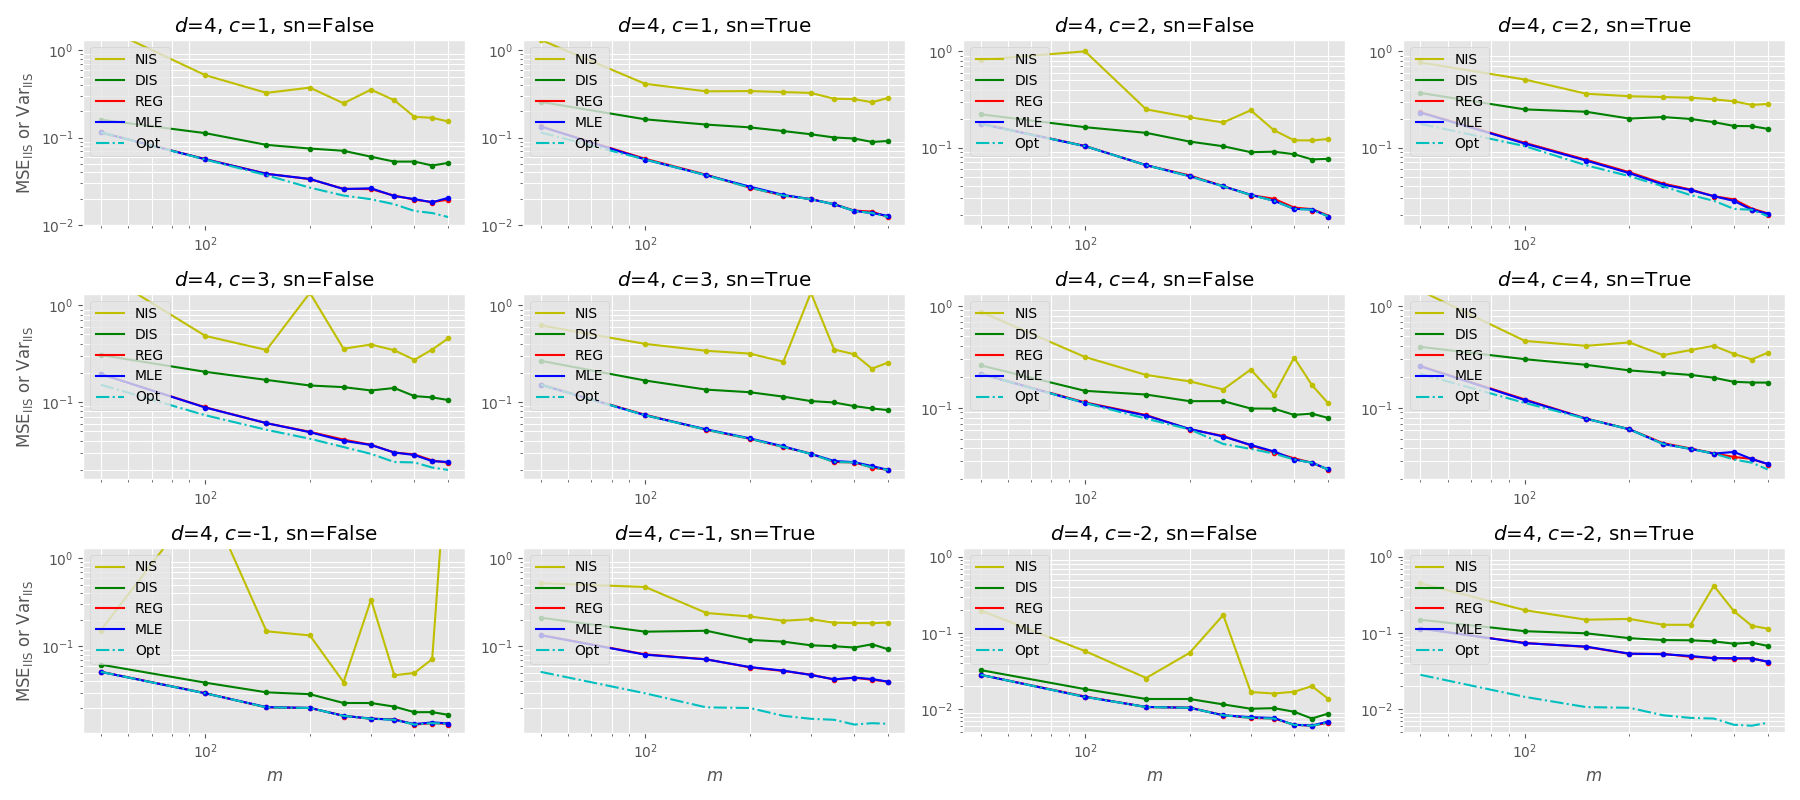 d=4, c=1, sn=False
d=4, c=1, sn=True
d=4, c=2, sn=False
d=4, c=2, sn=True
MSE_IIS or Var_IIS
10^0
10^-1
10^-2
10^2
NIS
DIS
REG
MLE
Opt
10^0
10^-1
10^-2
10^2
NIS
DIS
REG
MLE
Opt
10^0
10^-1
10^2
NIS
DIS
REG
MLE
Opt
10^0
10^-1
10^2
NIS
DIS
REG
MLE
Opt
d=4, c=3, sn=False
d=4, c=3, sn=True
d=4, c=4, sn=False
d=4, c=4, sn=True
MSE_IIS or Var_IIS
10^0
10^-1
10^2
NIS
DIS
REG
MLE
Opt
10^0
10^-1
10^2
NIS
DIS
REG
MLE
Opt
10^0
10^-1
10^2
NIS
DIS
REG
MLE
Opt
10^0
10^-1
10^2
NIS
DIS
REG
MLE
Opt
d=4, c=-1, sn=False
d=4, c=-1, sn=True
d=4, c=-2, sn=False
d=4, c=-2, sn=True
MSE_IIS or Var_IIS
10^0
10^-1
10^2
NIS
DIS
REG
MLE
Opt
10^0
10^-1
10^2
NIS
DIS
REG
MLE
Opt
10^0
10^-1
10^-2
10^2
NIS
DIS
REG
MLE
Opt
10^0
10^-1
10^-2
10^2
NIS
DIS
REG
MLE
Opt
m
m
m
m